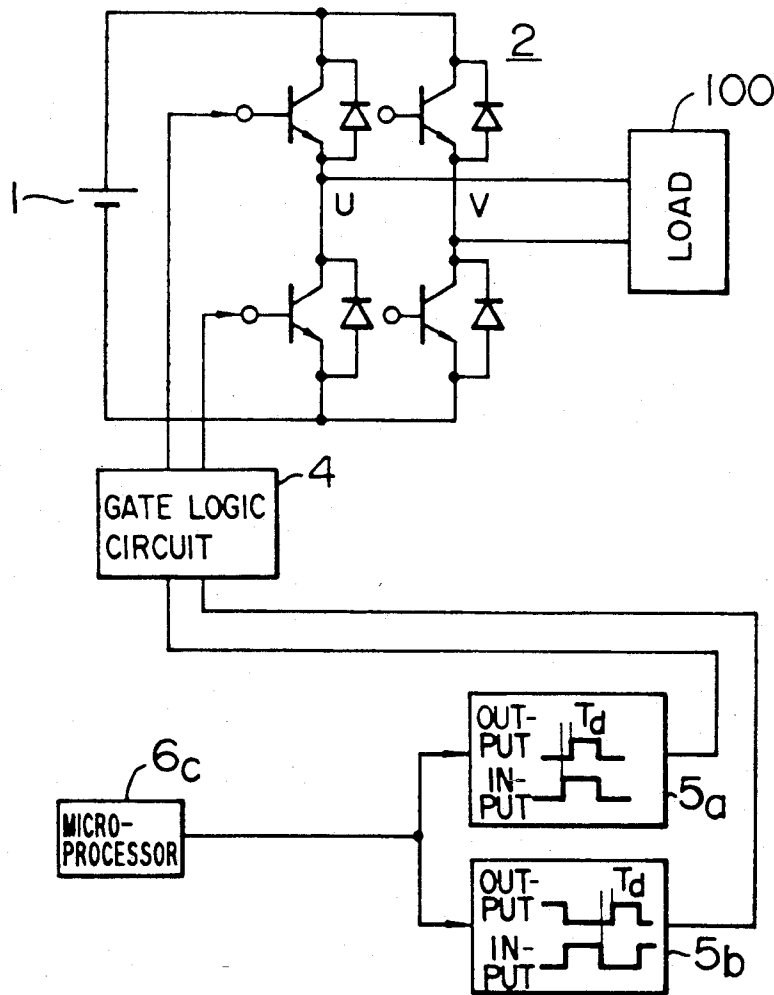 2
100
1
U
V
LOAD
4
GATE LOGIC
CIRCUIT
6c
MICRO-
PROCESSOR
OUT-
PUT
Td
IN-
PUT
5a
OUT-
PUT
Td
IN-
PUT
5b